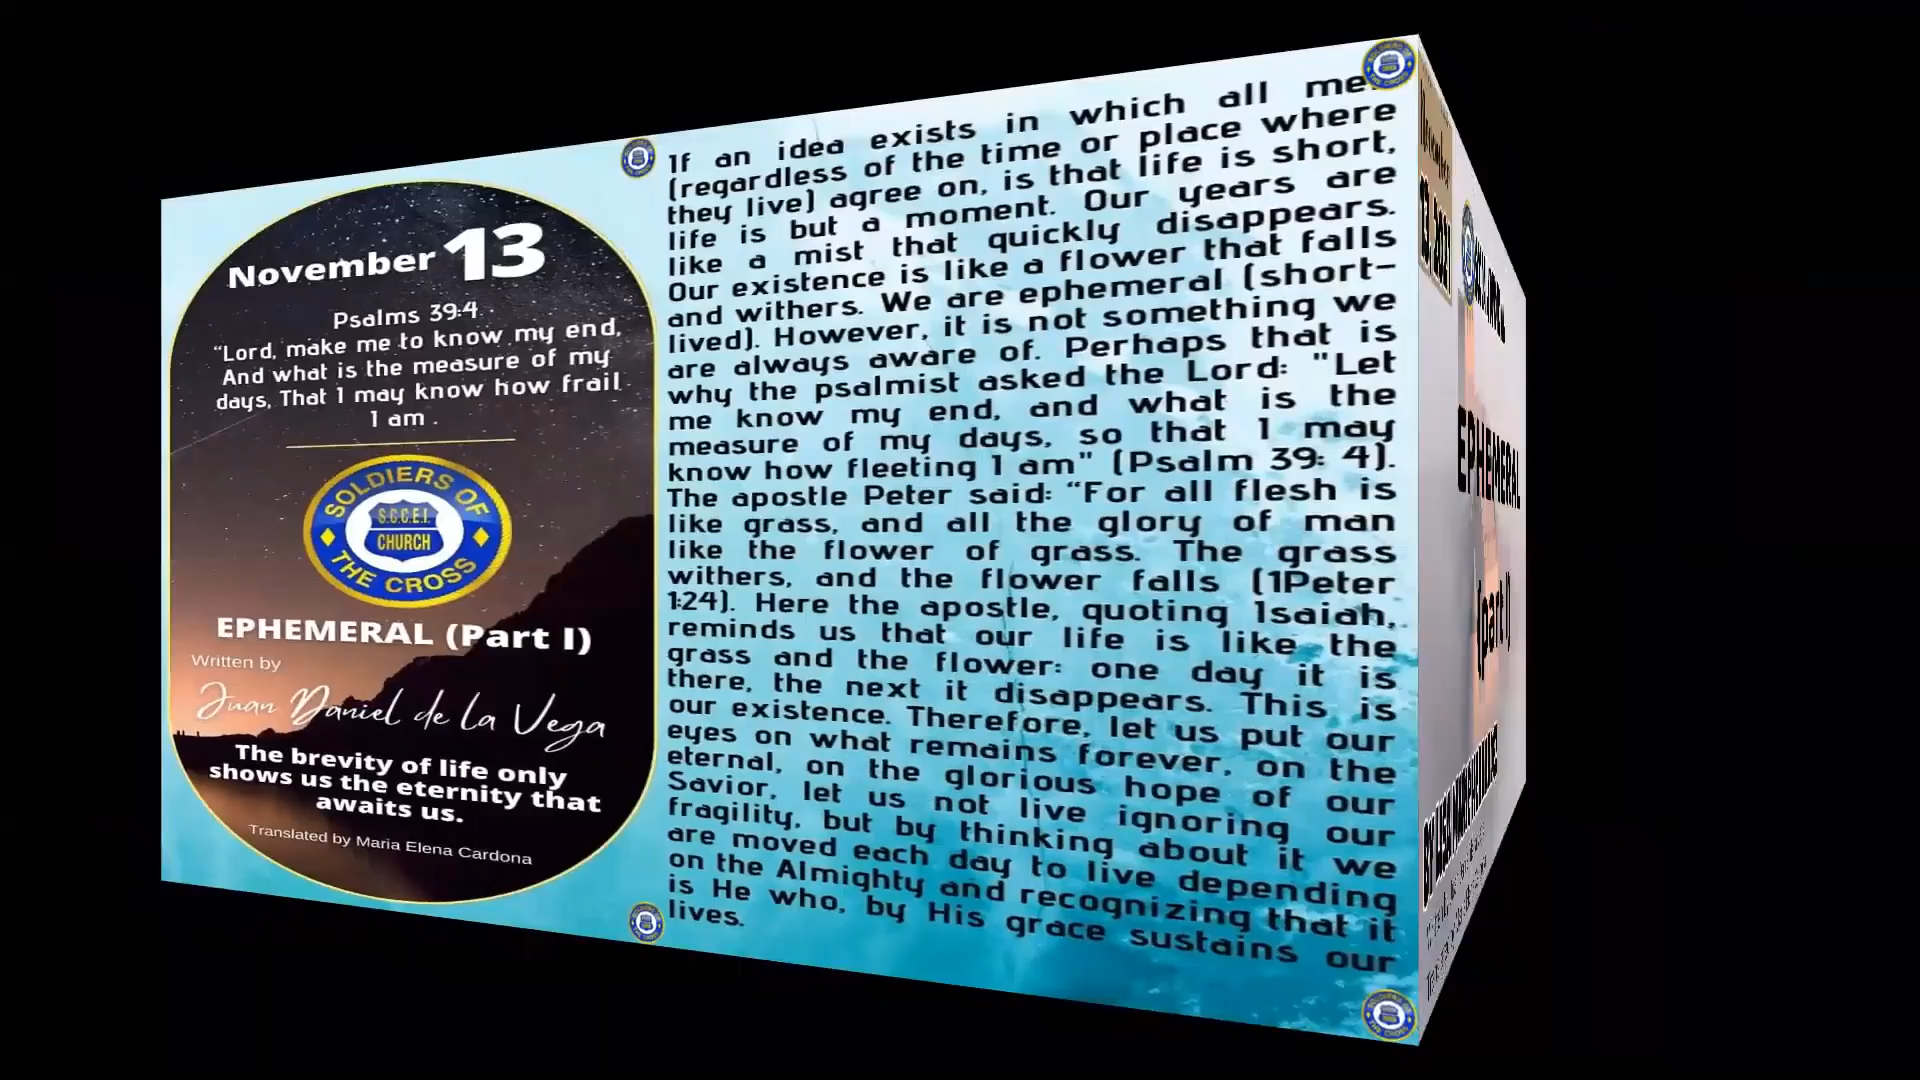 November 13
Psalms 39:4
“Lord, make me to know my end,
And what is the measure of my
days, That I may know how frail
I am .
SOLDIERS OF
S.C.C.E.I.
CHURCH
THE CROSS
EPHEMERAL (Part I)
Written by
Juan Daniel de la Vega
The brevity of life only
shows us the eternity that
awaits us.
Translated by Maria Elena Cardona
If an idea exists in which all
(regardless of the time or place where
they live) agree on, is that life is short,
life is but a moment. Our years are
like a mist that quickly disappears.
Our existence is like a flower that falls
and withers. We are ephemeral (short-
lived). However, it is not something we
are always aware of. Perhaps that is
why the psalmist asked the Lord: "Let
me know my end, and what is the
measure of my days, so that I may
know how fleeting I am" (Psalm 39: 4).
The apostle Peter said: “For all flesh is
like grass, and all the glory of man
like the flower of grass. The grass
withers, and the flower falls (1Peter
1:24). Here the apostle, quoting Isaiah,
reminds us that our life is like the
grass and the flower: one day it is
there, the next it disappears. This is
our existence. Therefore, let us put our
eyes on what remains forever, on the
eternal, on the glorious hope of our
Savior, let us not live ignoring our
fragility, but by thinking about it we
are moved each day to live depending
on the Almighty and recognizing that it
is He who, by His grace sustains our
lives.
EPHEMERAL
(part I)